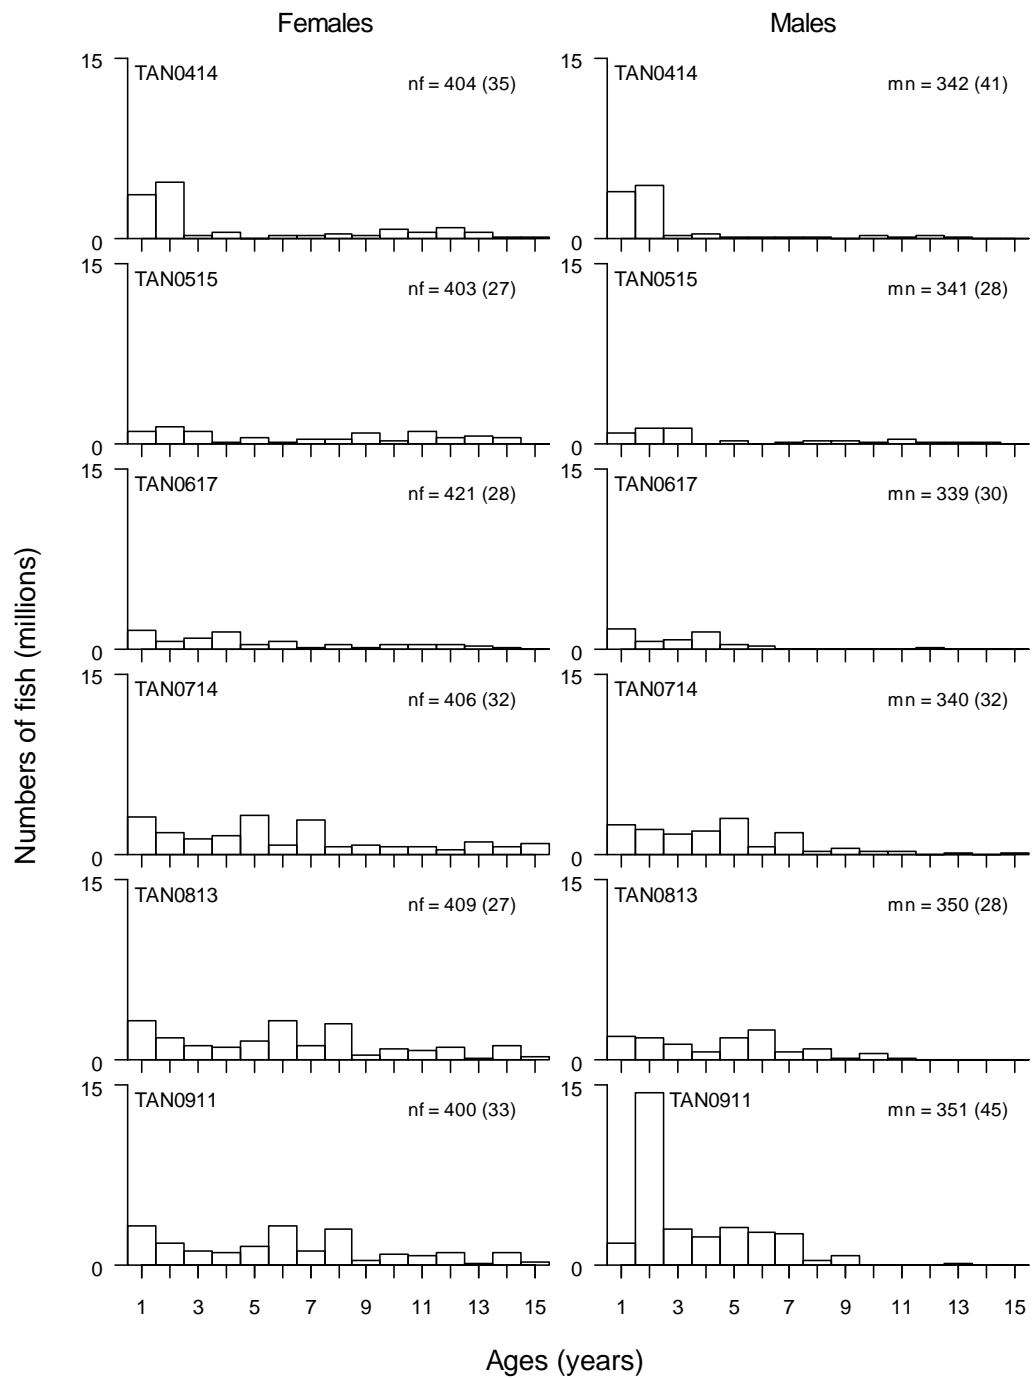 Females Males
15
TAN0414 nf = 404 (35)
0
15
TAN0414 mn = 342 (41)
0
15
TAN0515 nf = 403 (27)
0
15
TAN0515 mn = 341 (28)
0
15
TAN0617 nf = 421 (28)
0
15
TAN0617 mn = 339 (30)
0
15
TAN0714 nf = 406 (32)
0
15
TAN0714 mn = 340 (32)
0
15
TAN0813 nf = 409 (27)
0
15
TAN0813 mn = 350 (28)
0
15
TAN0911 nf = 400 (33)
0
15
TAN0911 mn = 351 (45)
0
1 3 5 7 9 11 13 15
1 3 5 7 9 11 13 15
Numbers of fish (millions)
Ages (years)